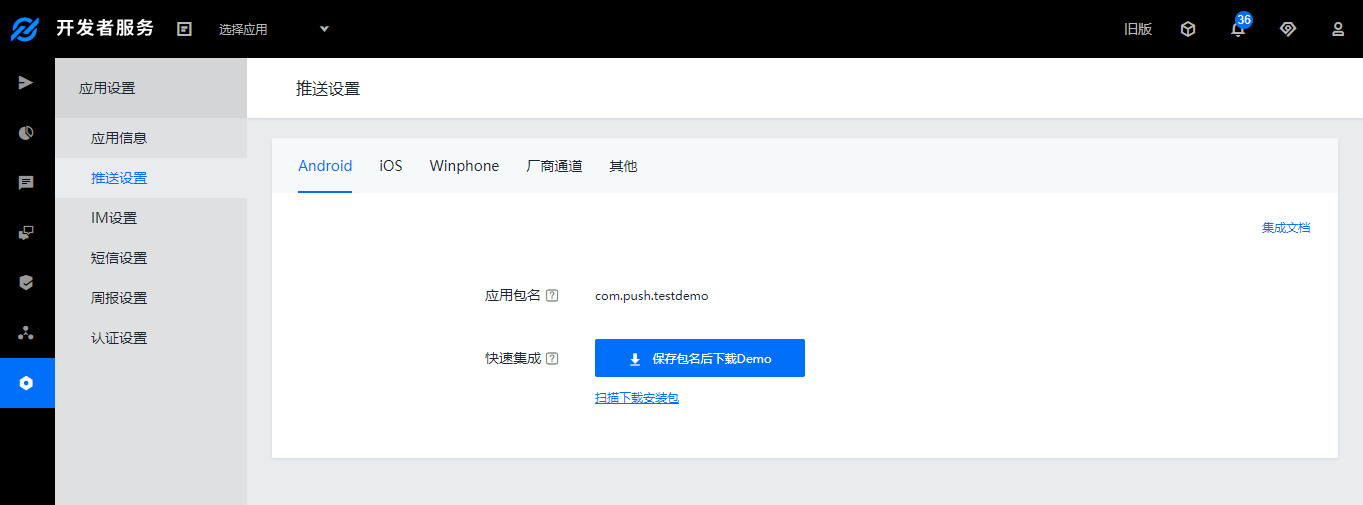 开发者服务
选择应用
旧版
36
应用设置
应用信息
推送设置
IM设置
短信设置
周报设置
认证设置
推送设置
Android iOS Winphone 厂商通道 其他
集成文档
应用包名 ? com.push.testdemo
快速集成 ? 保存包名后下载Demo
扫描下载安装包